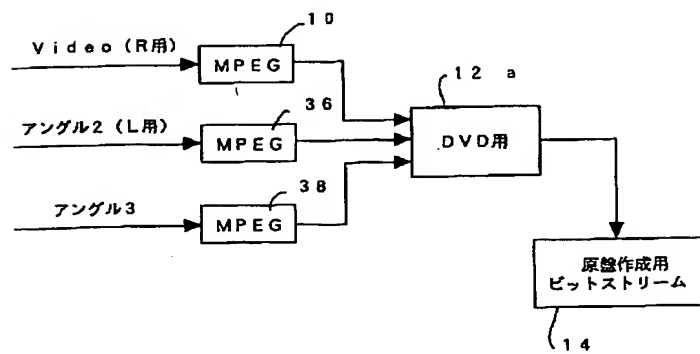 Video（R用）
MPEG
10
アングル2（L用）
MPEG
36
アングル3
MPEG
38
DVD用
12 a
原盤作成用
ビットストリーム
14